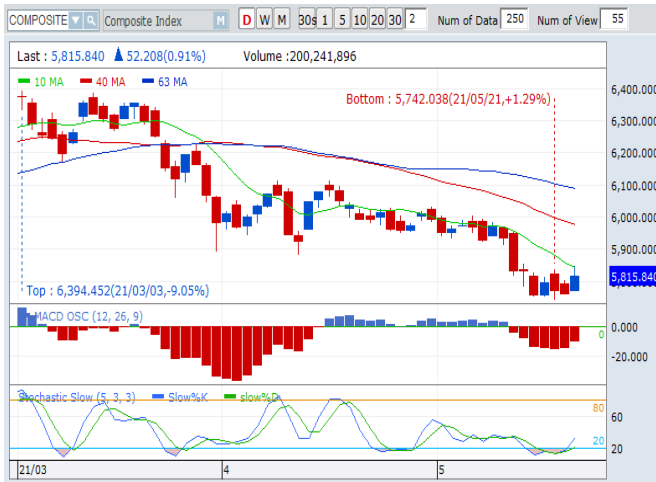 COMPOSITE Composite Index M D W M 30s 1 5 10 20 30 2 Num of Data 250 Num of View 55
Last : 5,815.840 ▲ 52.208(0.91%) Volume :200,241,896
10 MA 40 MA 63 MA
Bottom : 5,742.038(21/05/21,+1.29%)
6,400.000
6,300.000
6,200.000
6,100.000
6,000.000
5,900.000
5,815.840
Top : 6,394.452(21/03/03,-9.05%)
MACD OSC (12, 26, 9)
0 0.000
-20.000
Stochastic Slow (5, 3, 3) Slow%K slow%D
80
60
20 20
21/03 4 5